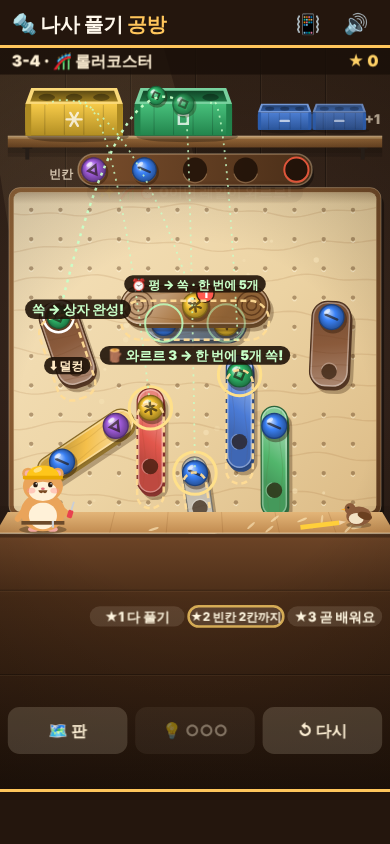 나사 풀기 공방
3-4 · 롤러코스터
★ 0
+1
빈칸
펑 → 쏙 · 한 번에 5개
쏙 → 상자 완성!
와르르 3 → 한 번에 5개 쏙!
⬇덜컹
★1 다 풀기
★2 빈칸 2칸까지
★3 곧 배워요
판
다시